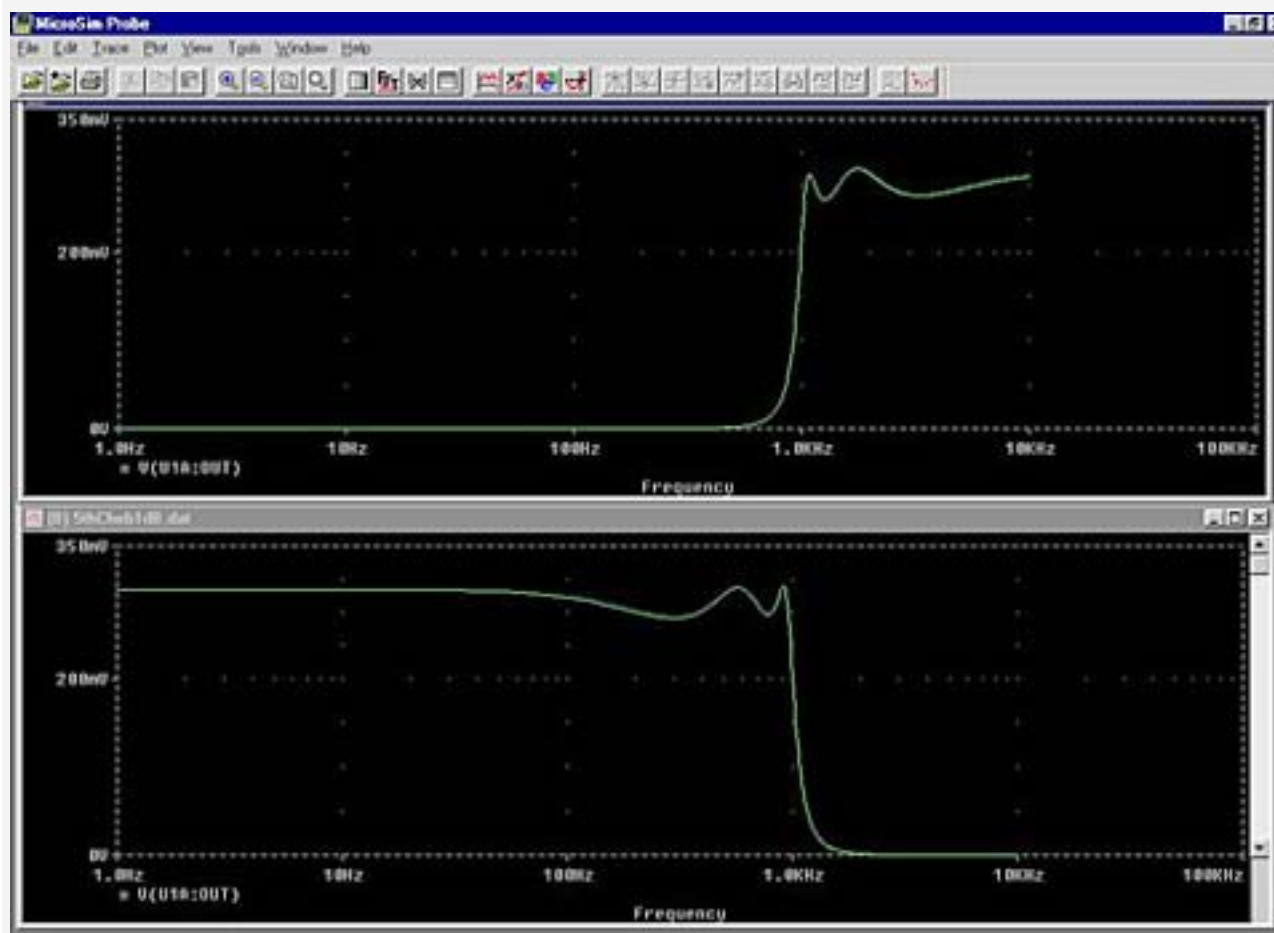 MicroSim Probe
File Edit Trace Plot View Tools Window Help
350mV
200mV
0V
1.0Hz 10Hz 100Hz 1.0KHz 10KHz 100KHz
V(U1A:OUT)
Frequency
[B] 5thCheb1dB.dat
350mV
200mV
0V
1.0Hz 10Hz 100Hz 1.0KHz 10KHz 100KHz
V(U1A:OUT)
Frequency